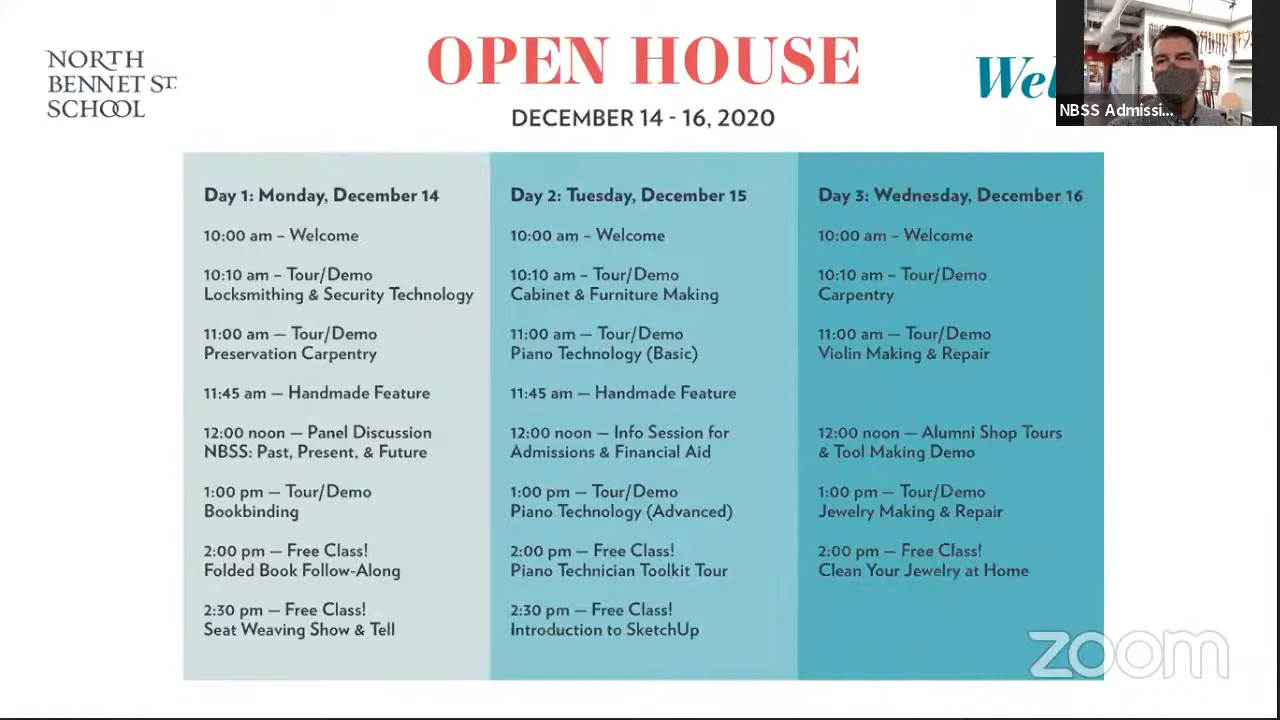 NORTH
BENNET ST.
SCHOOL
OPEN HOUSE
DECEMBER 14 - 16, 2020
NBSS Admissi...
Day 1: Monday, December 14
10:00 am – Welcome
10:10 am – Tour/Demo
Locksmithing & Security Technology
11:00 am — Tour/Demo
Preservation Carpentry
11:45 am — Handmade Feature
12:00 noon — Panel Discussion
NBSS: Past, Present, & Future
1:00 pm — Tour/Demo
Bookbinding
2:00 pm — Free Class!
Folded Book Follow-Along
2:30 pm — Free Class!
Seat Weaving Show & Tell
Day 2: Tuesday, December 15
10:00 am – Welcome
10:10 am – Tour/Demo
Cabinet & Furniture Making
11:00 am — Tour/Demo
Piano Technology (Basic)
11:45 am — Handmade Feature
12:00 noon — Info Session for
Admissions & Financial Aid
1:00 pm — Tour/Demo
Piano Technology (Advanced)
2:00 pm — Free Class!
Piano Technician Toolkit Tour
2:30 pm — Free Class!
Introduction to SketchUp
Day 3: Wednesday, December 16
10:00 am – Welcome
10:10 am – Tour/Demo
Carpentry
11:00 am — Tour/Demo
Violin Making & Repair
12:00 noon — Alumni Shop Tours
& Tool Making Demo
1:00 pm — Tour/Demo
Jewelry Making & Repair
2:00 pm — Free Class!
Clean Your Jewelry at Home
zoom